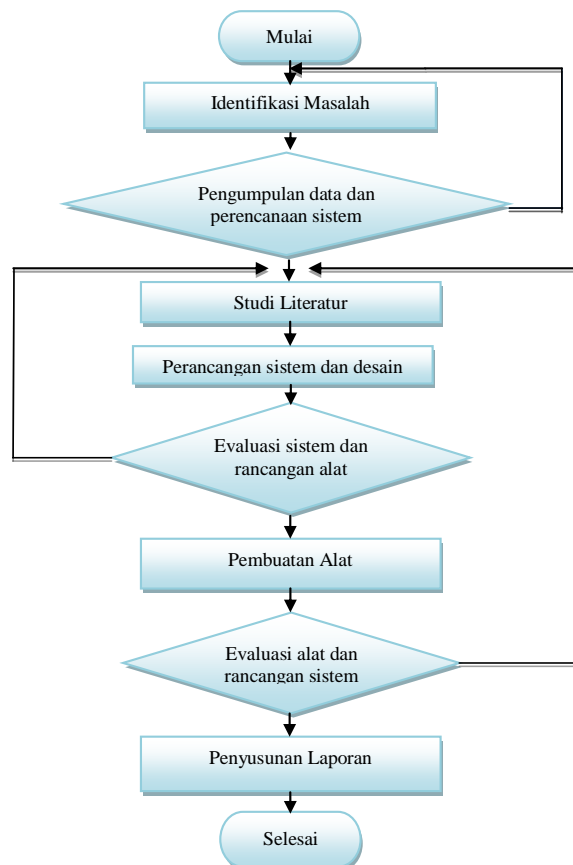 Mulai
Identifikasi Masalah
Pengumpulan data dan
perencanaan sistem
Studi Literatur
Perancangan sistem dan desain
Evaluasi sistem dan
rancangan alat
Pembuatan Alat
Evaluasi alat dan
rancangan sistem
Penyusunan Laporan
Selesai